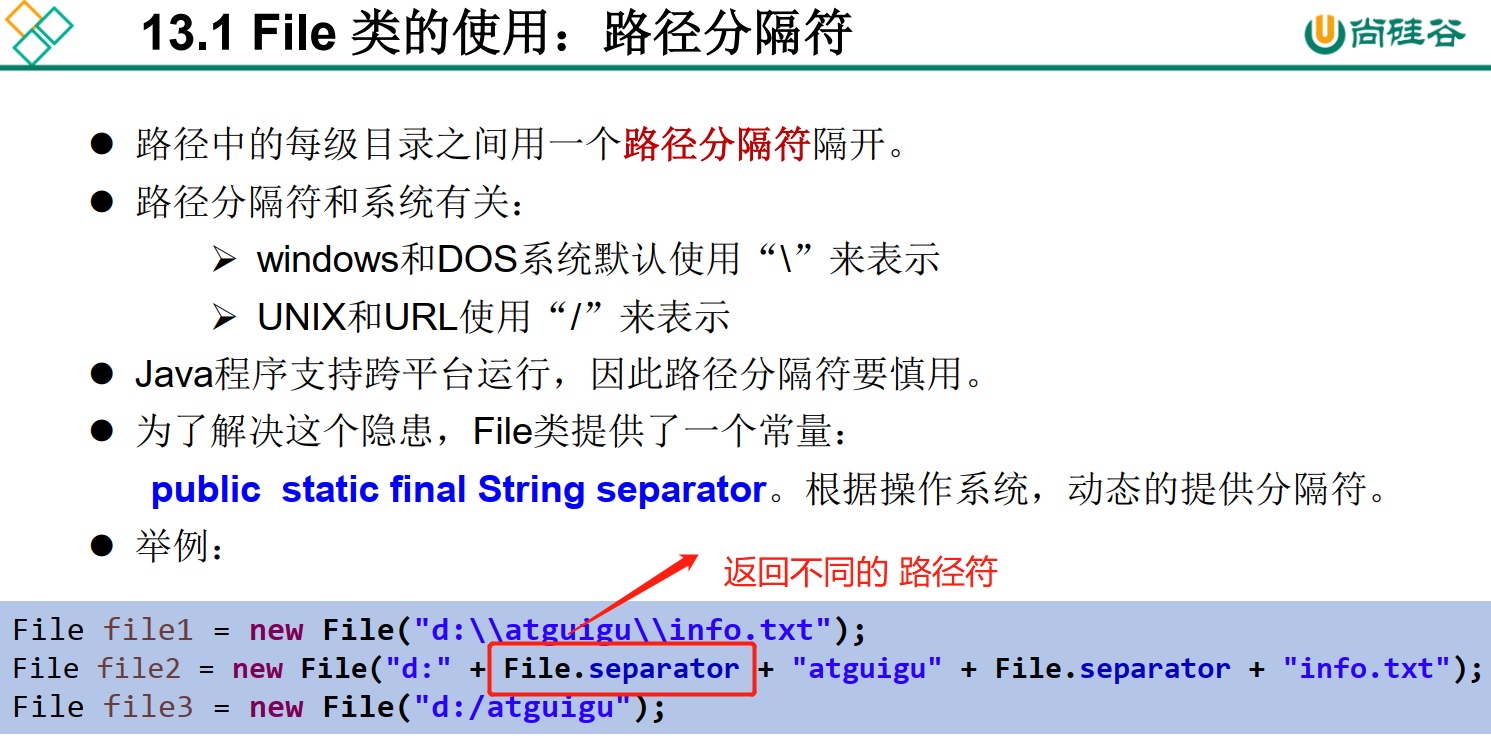 13.1 File 类的使用：路径分隔符
尚硅谷
路径中的每级目录之间用一个路径分隔符隔开。
路径分隔符和系统有关：
windows和DOS系统默认使用“\”来表示
UNIX和URL使用“/”来表示
Java程序支持跨平台运行，因此路径分隔符要慎用。
为了解决这个隐患，File类提供了一个常量：
public static final String separator。根据操作系统，动态的提供分隔符。
举例：
返回不同的 路径符
File file1 = new File("d:\\atguigu\\info.txt");
File file2 = new File("d:" + File.separator + "atguigu" + File.separator + "info.txt");
File file3 = new File("d:/atguigu");